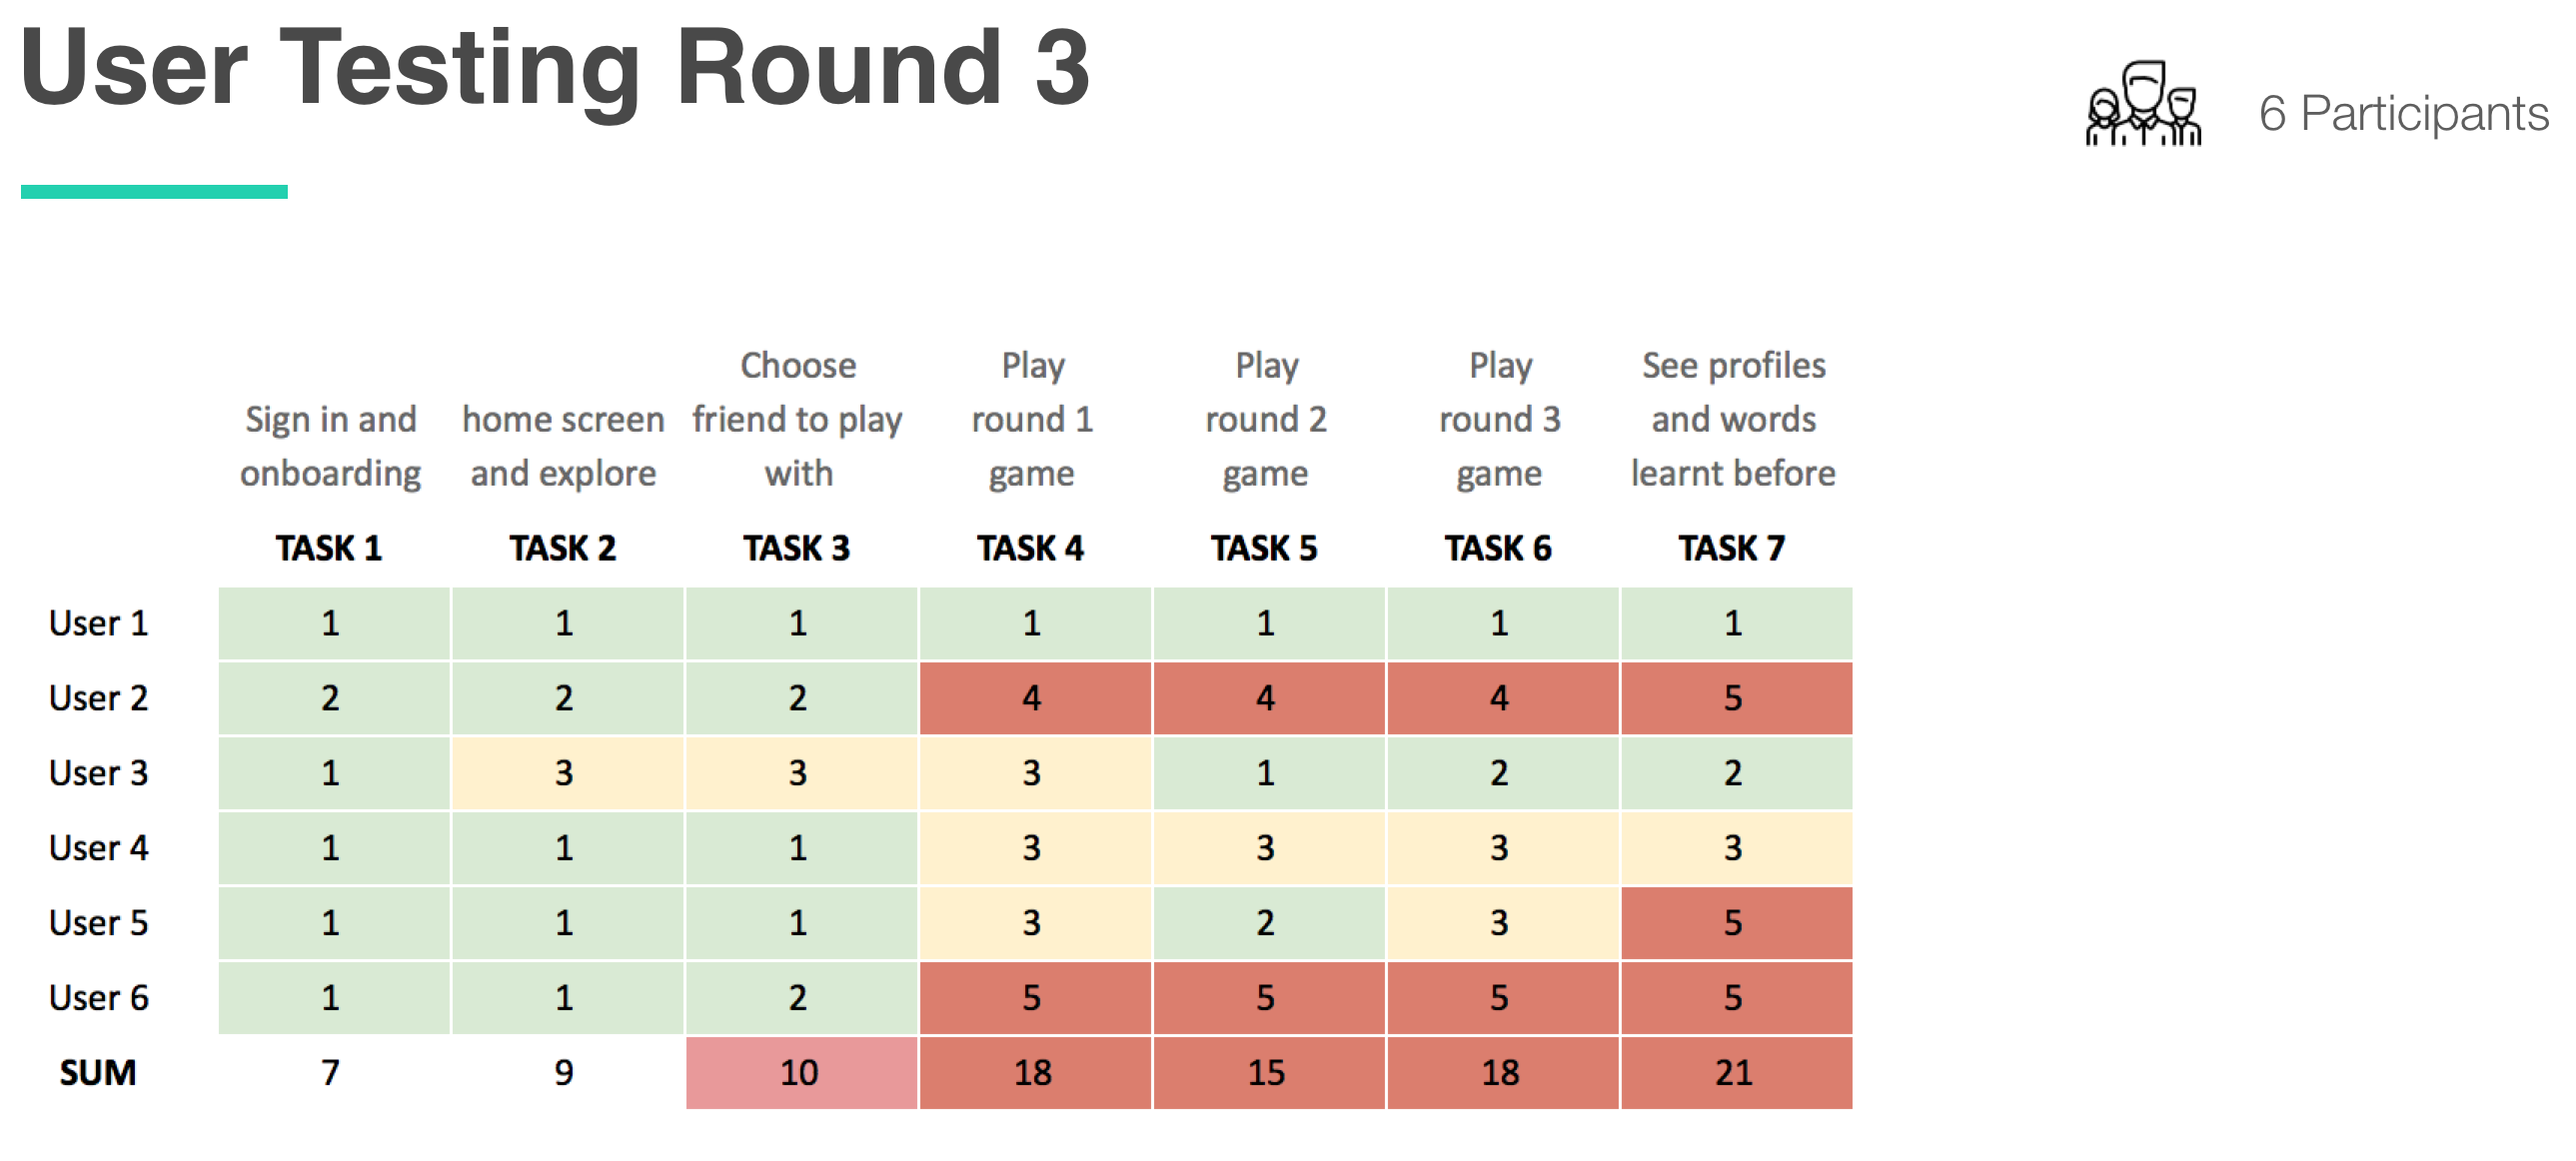 User Testing Round 3
6 Participants
Choose Play Play Play See profiles
Sign in and home screen friend to play round 1 round 2 round 3 and words
onboarding and explore with game game game learnt before
TASK 1 TASK 2 TASK 3 TASK 4 TASK 5 TASK 6 TASK 7
User 1 1 1 1 1 1 1 1
User 2 2 2 2 4 4 4 5
User 3 1 3 3 3 1 2 2
User 4 1 1 1 3 3 3 3
User 5 1 1 1 3 2 3 5
User 6 1 1 2 5 5 5 5
SUM 7 9 10 18 15 18 21